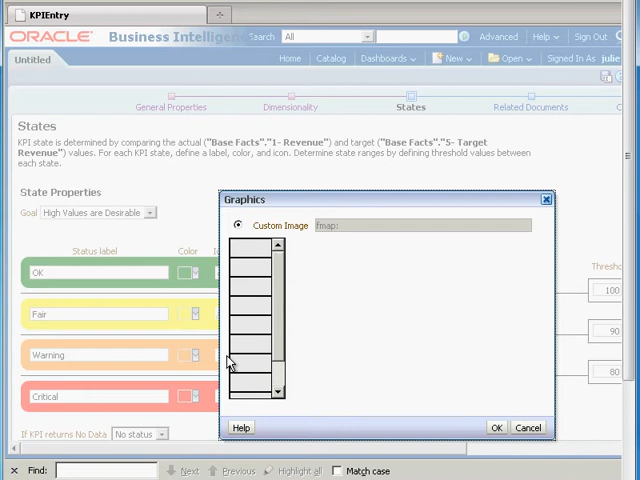 KPIEntry
ORACLE Business Intelligen Search All Advanced Help Sign Out
Untitled Home Catalog Dashboards New Open Signed In As julie
General Properties Dimensionality States Related Documents
States
KPI state is determined by comparing the actual ("Base Facts"."1- Revenue") and target ("Base Facts"."5- Target
Revenue") values. For each KPI state, define a label, color, and icon. Determine state ranges by defining threshold values between
each state.
State Properties
Goal High Values are Desirable
Graphics
Custom Image fmap:
Status label Color Thresho
OK 100
Fair 90
Warning 80
Critical
If KPI returns No Data No status
Help OK Cancel
Find: Next Previous Highlight all Match case